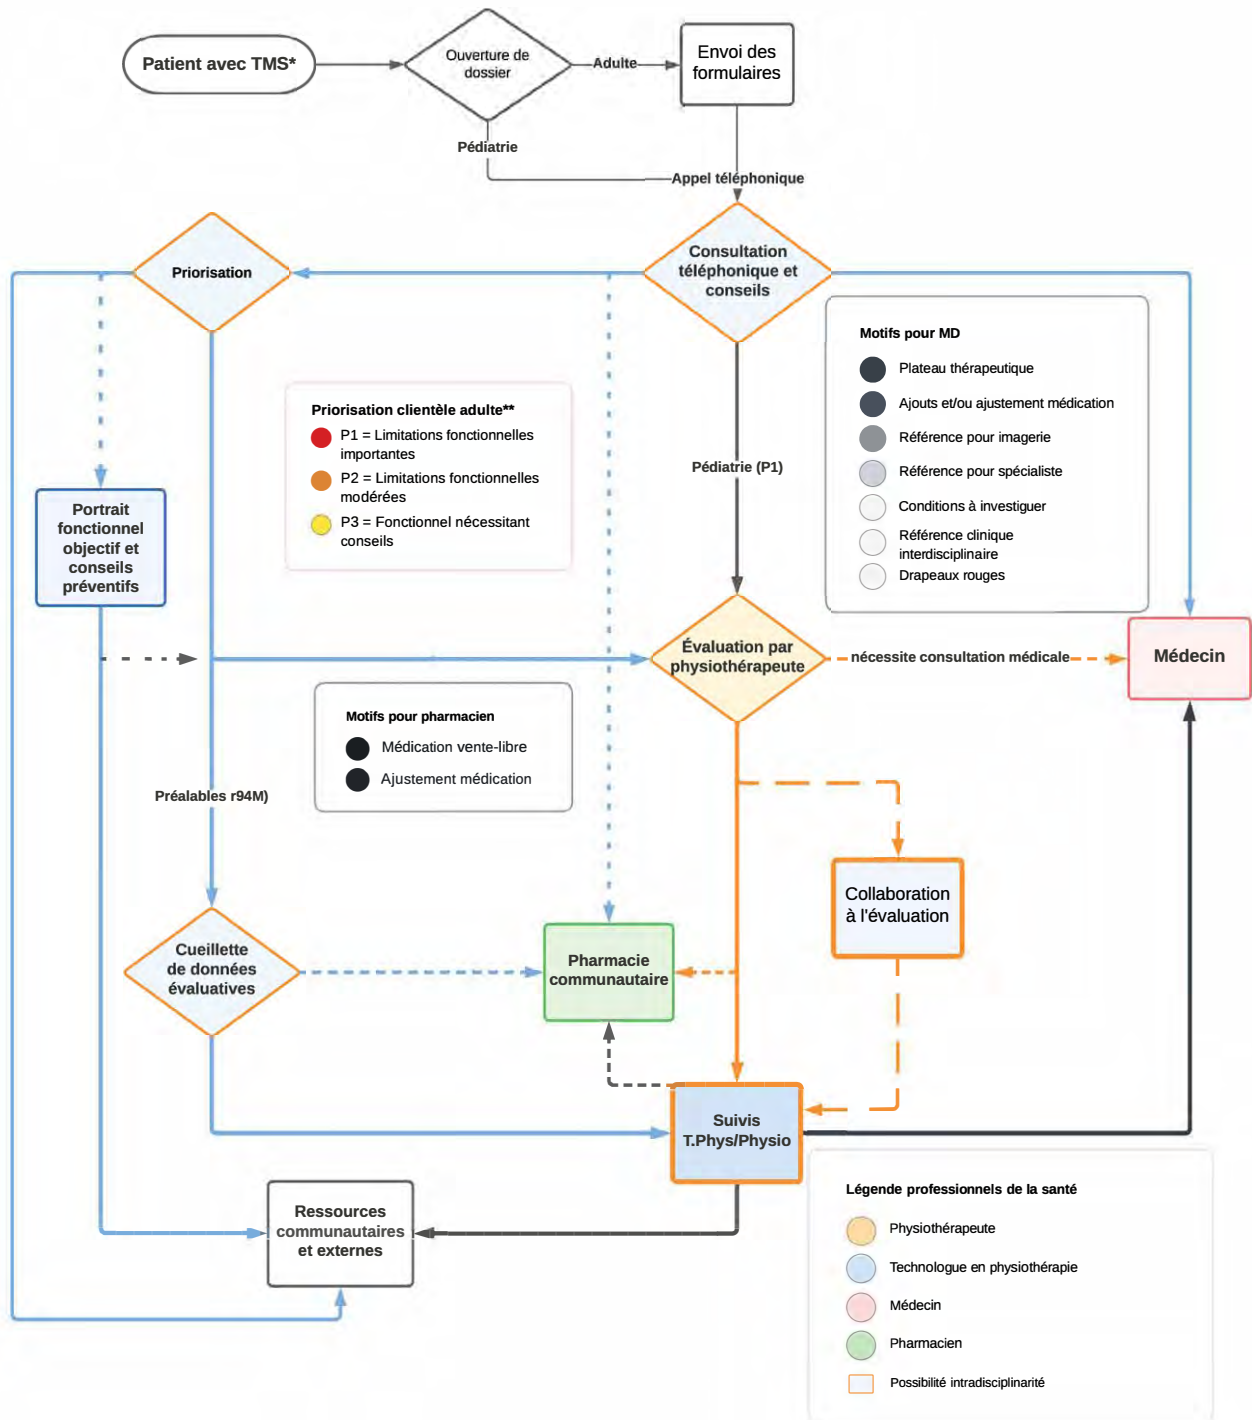 Patient avec TMS*
Ouverture de
dossier
Adulte
Envoi des
formulaires
Pédiatrie
Appel téléphonique
Priorisation
Consultation
téléphonique et
conseils
Motifs pour MD
Plateau thérapeutique
Ajouts et/ou ajustement médication
Référence pour imagerie
Référence pour spécialiste
Conditions à investiguer
Référence clinique
interdisciplinaire
Drapeaux rouges
Priorisation clientèle adulte**
P1 = Limitations fonctionnelles
importantes
P2 = Limitations fonctionnelles
modérées
P3 = Fonctionnel nécessitant
conseils
Pédiatrie (P1)
Portrait
fonctionnel
objectif et
conseils
préventifs
Évaluation par
physiothérapeute
nécessite consultation médicale
Médecin
Motifs pour pharmacien
Médication vente-libre
Ajustement médication
Préalables r94M)
Collaboration
à l'évaluation
Cueillette
de données
évaluatives
Pharmacie
communautaire
Suivis
T.Phys/Physio
Ressources
communautaires
et externes
Légende professionnels de la santé
Physiothérapeute
Technologue en physiothérapie
Médecin
Pharmacien
Possibilité intradisciplinarité